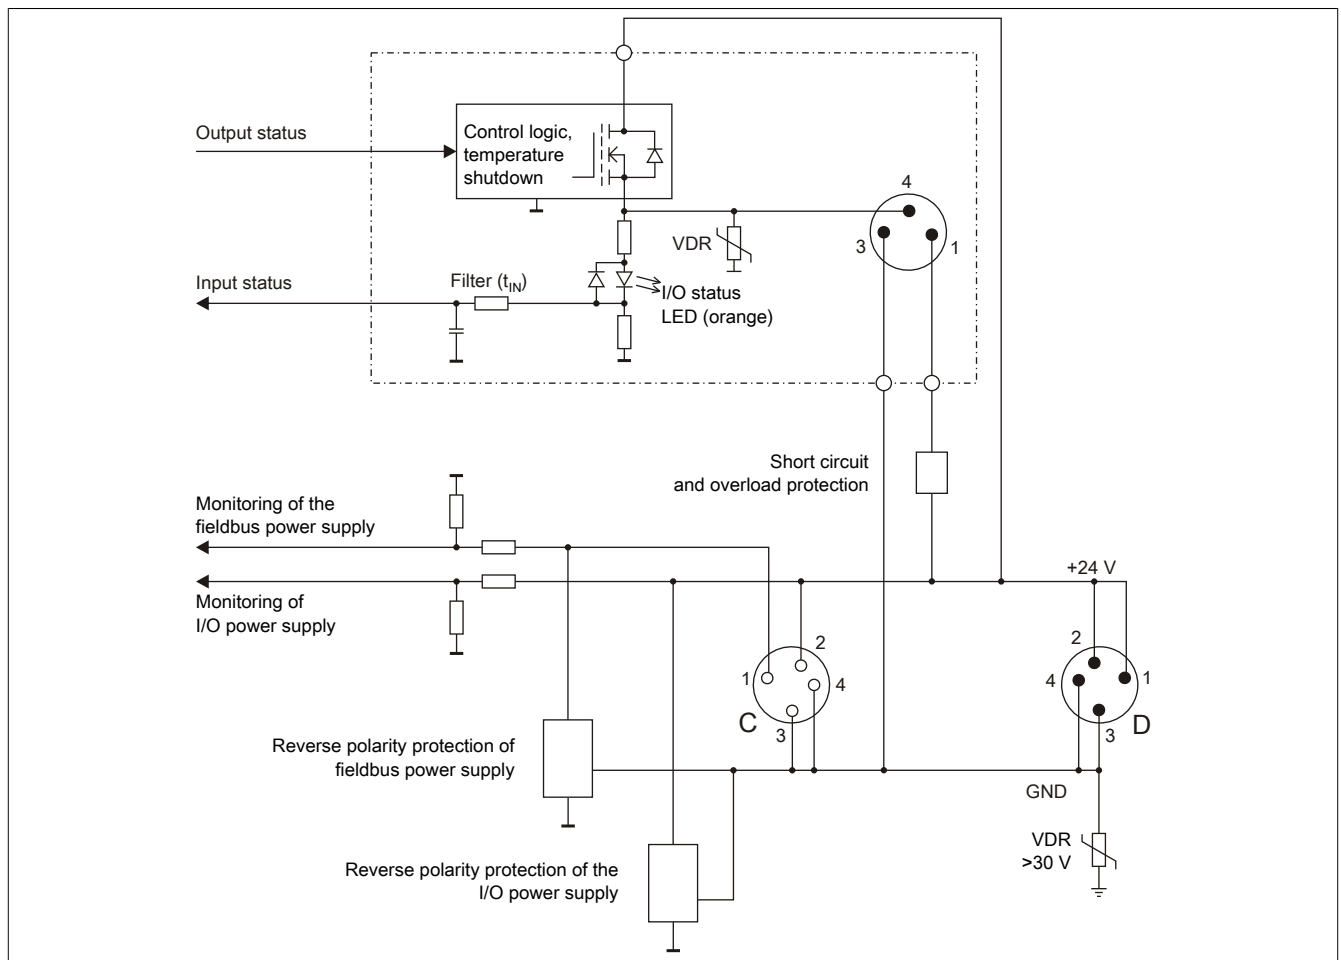 Output status
Control logic,
temperature
shutdown
4
3
1
VDR
Input status
Filter (tIN)
I/O status
LED (orange)
Short circuit
and overload protection
Monitoring of the
fieldbus power supply
+24 V
Monitoring of
I/O power supply
2
1
4
C
3
2
4
1
D
3
Reverse polarity protection of
fieldbus power supply
GND
VDR
>30 V
Reverse polarity protection of the
I/O power supply